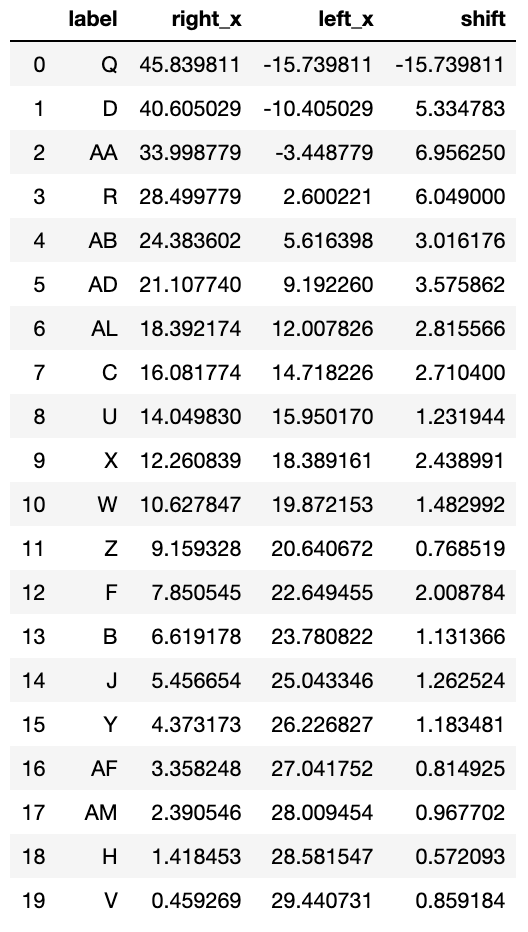 label right_x left_x shift
0 Q 45.839811 -15.739811 -15.739811
1 D 40.605029 -10.405029 5.334783
2 AA 33.998779 -3.448779 6.956250
3 R 28.499779 2.600221 6.049000
4 AB 24.383602 5.616398 3.016176
5 AD 21.107740 9.192260 3.575862
6 AL 18.392174 12.007826 2.815566
7 C 16.081774 14.718226 2.710400
8 U 14.049830 15.950170 1.231944
9 X 12.260839 18.389161 2.438991
10 W 10.627847 19.872153 1.482992
11 Z 9.159328 20.640672 0.768519
12 F 7.850545 22.649455 2.008784
13 B 6.619178 23.780822 1.131366
14 J 5.456654 25.043346 1.262524
15 Y 4.373173 26.226827 1.183481
16 AF 3.358248 27.041752 0.814925
17 AM 2.390546 28.009454 0.967702
18 H 1.418453 28.581547 0.572093
19 V 0.459269 29.440731 0.859184